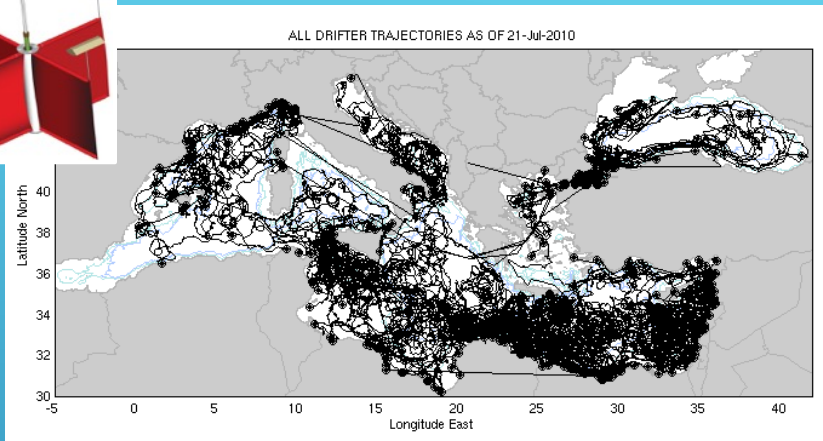 ALL DRIFTER TRAJECTORIES AS OF 21-Jul-2010
Latitude North
40
38
36
34
32
30
-5 0 5 10 15 20 25 30 35 40
Longitude East